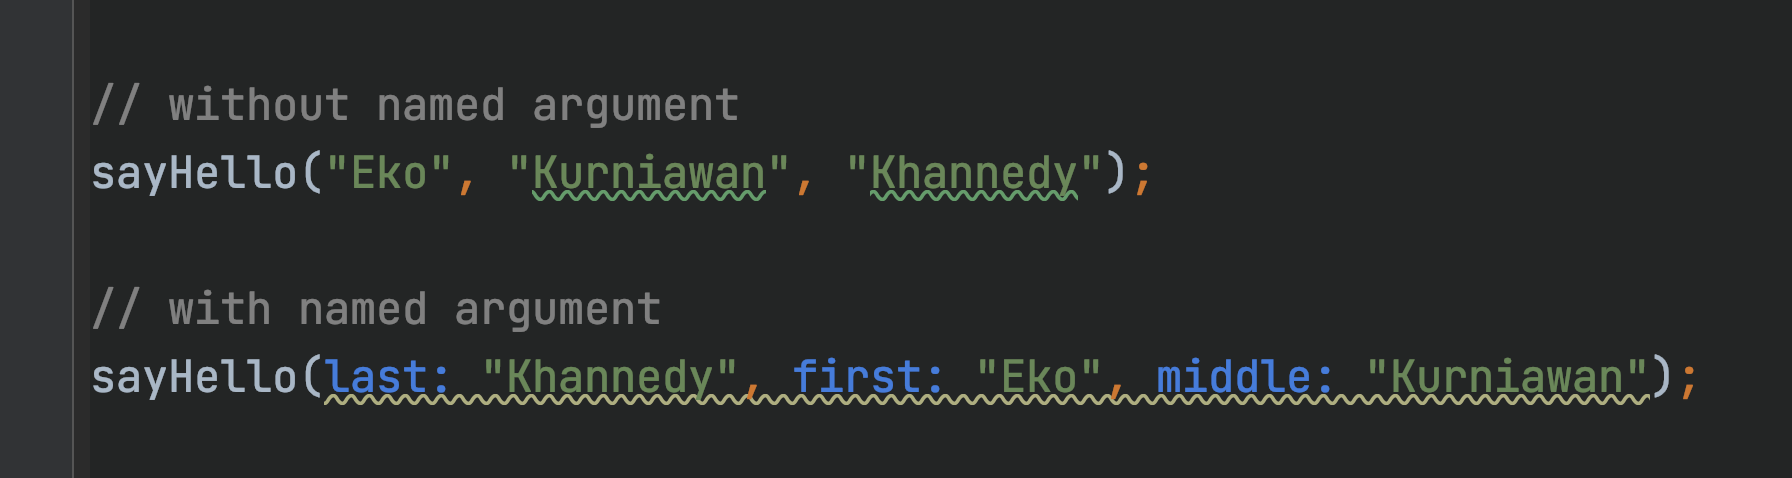 // without named argument
sayHello("Eko", "Kurniawan", "Khannedy");
// with named argument
sayHello(last: "Khannedy", first: "Eko", middle: "Kurniawan");